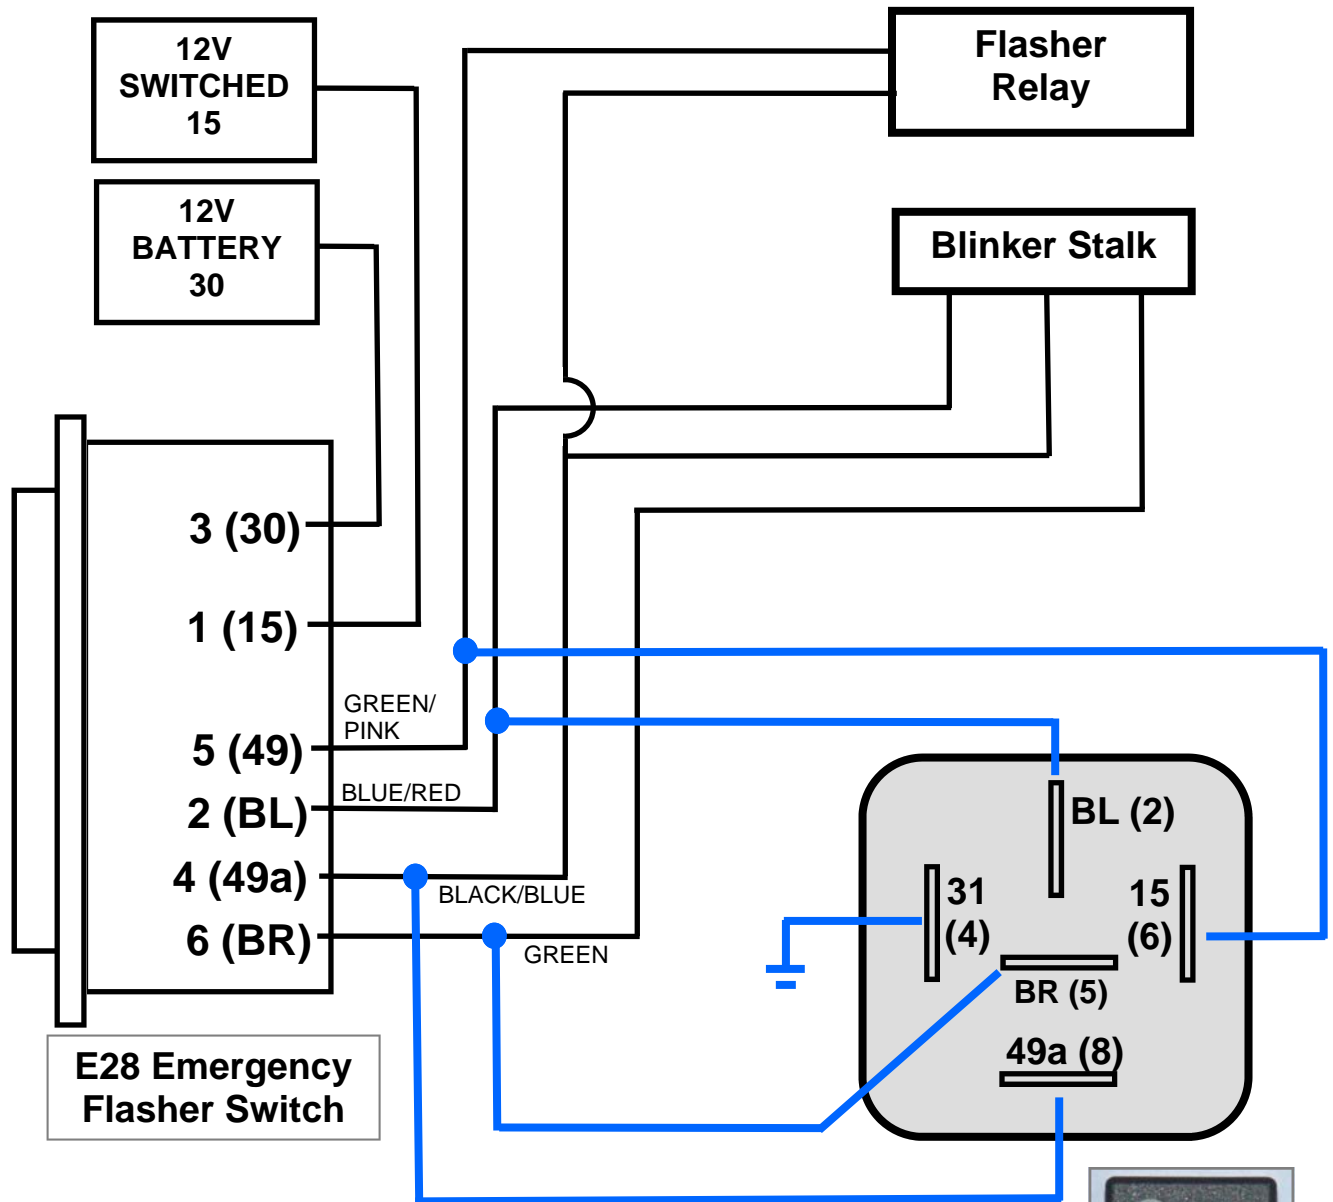 12V
SWITCHED
15
12V
BATTERY
30
Flasher
Relay
Blinker Stalk
3 (30)
1 (15)
GREEN/
PINK
5 (49)
BLUE/RED
2 (BL)
4 (49a)
BLACK/BLUE
6 (BR)
GREEN
E28 Emergency
Flasher Switch
BL (2)
31
(4)
15
(6)
BR (5)
49a (8)